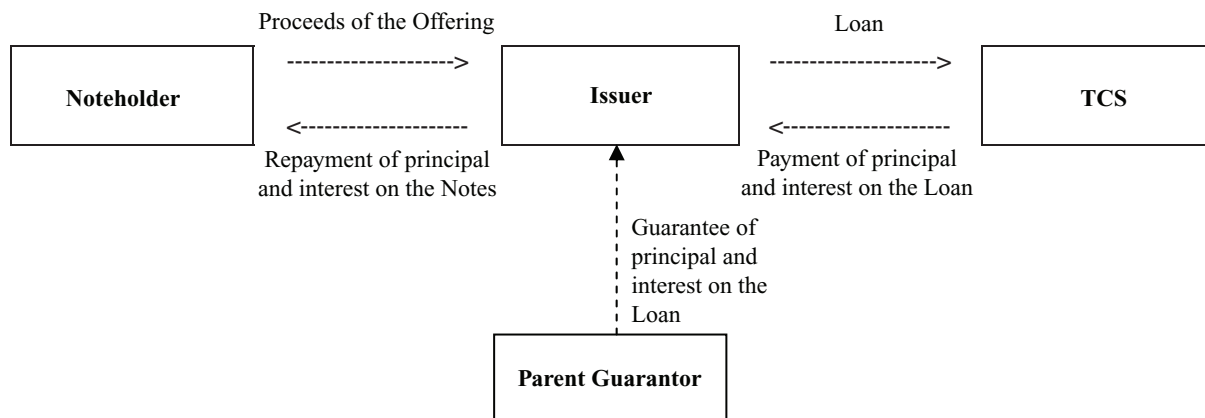 Proceeds of the Offering
Loan
Noteholder
Issuer
TCS
Repayment of principal
and interest on the Notes
Payment of principal
and interest on the Loan
Guarantee of
principal and
interest on the
Loan
Parent Guarantor